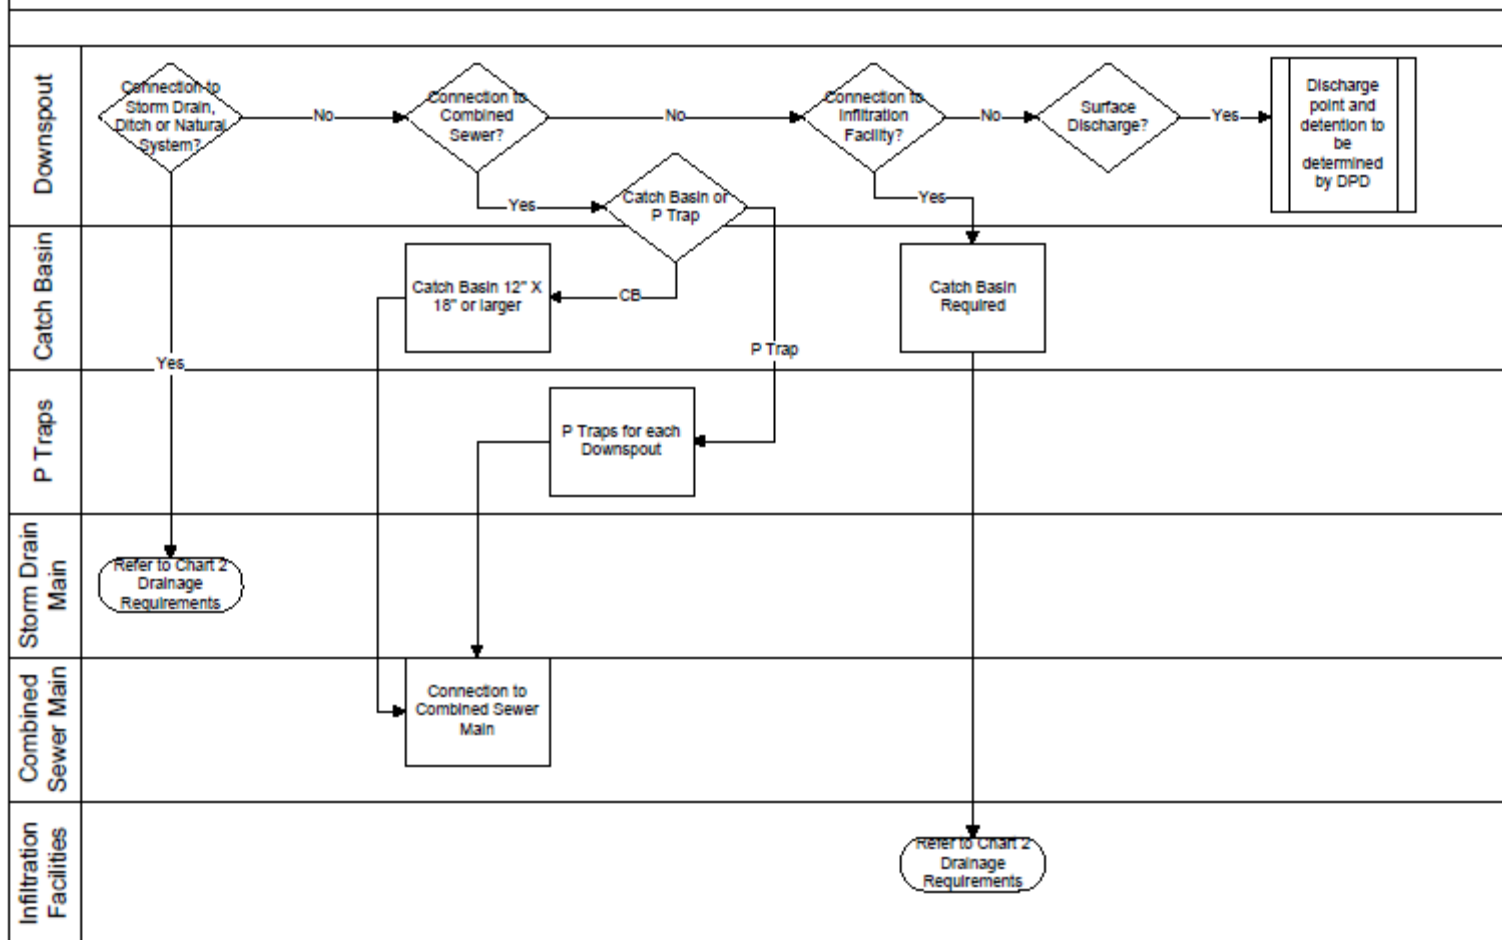 Downspout
Connection to
Storm Drain,
Ditch or Natural
System?
No
Connection to
Combined
Sewer?
No
Connection to
Infiltration
Facility?
No
Surface
Discharge?
Yes
Discharge
point and
detention to
be
determined
by DPD
Yes
Catch Basin or
P Trap
Yes
Catch Basin
Catch Basin 12" X
18" or larger
CB
Catch Basin
Required
Yes
P Trap
P Traps
P Traps for each
Downspout
Storm Drain
Main
Refer to Chart 2
Drainage
Requirements
Combined
Sewer Main
Connection to
Combined Sewer
Main
Infiltration
Facilities
Refer to Chart 2
Drainage
Requirements